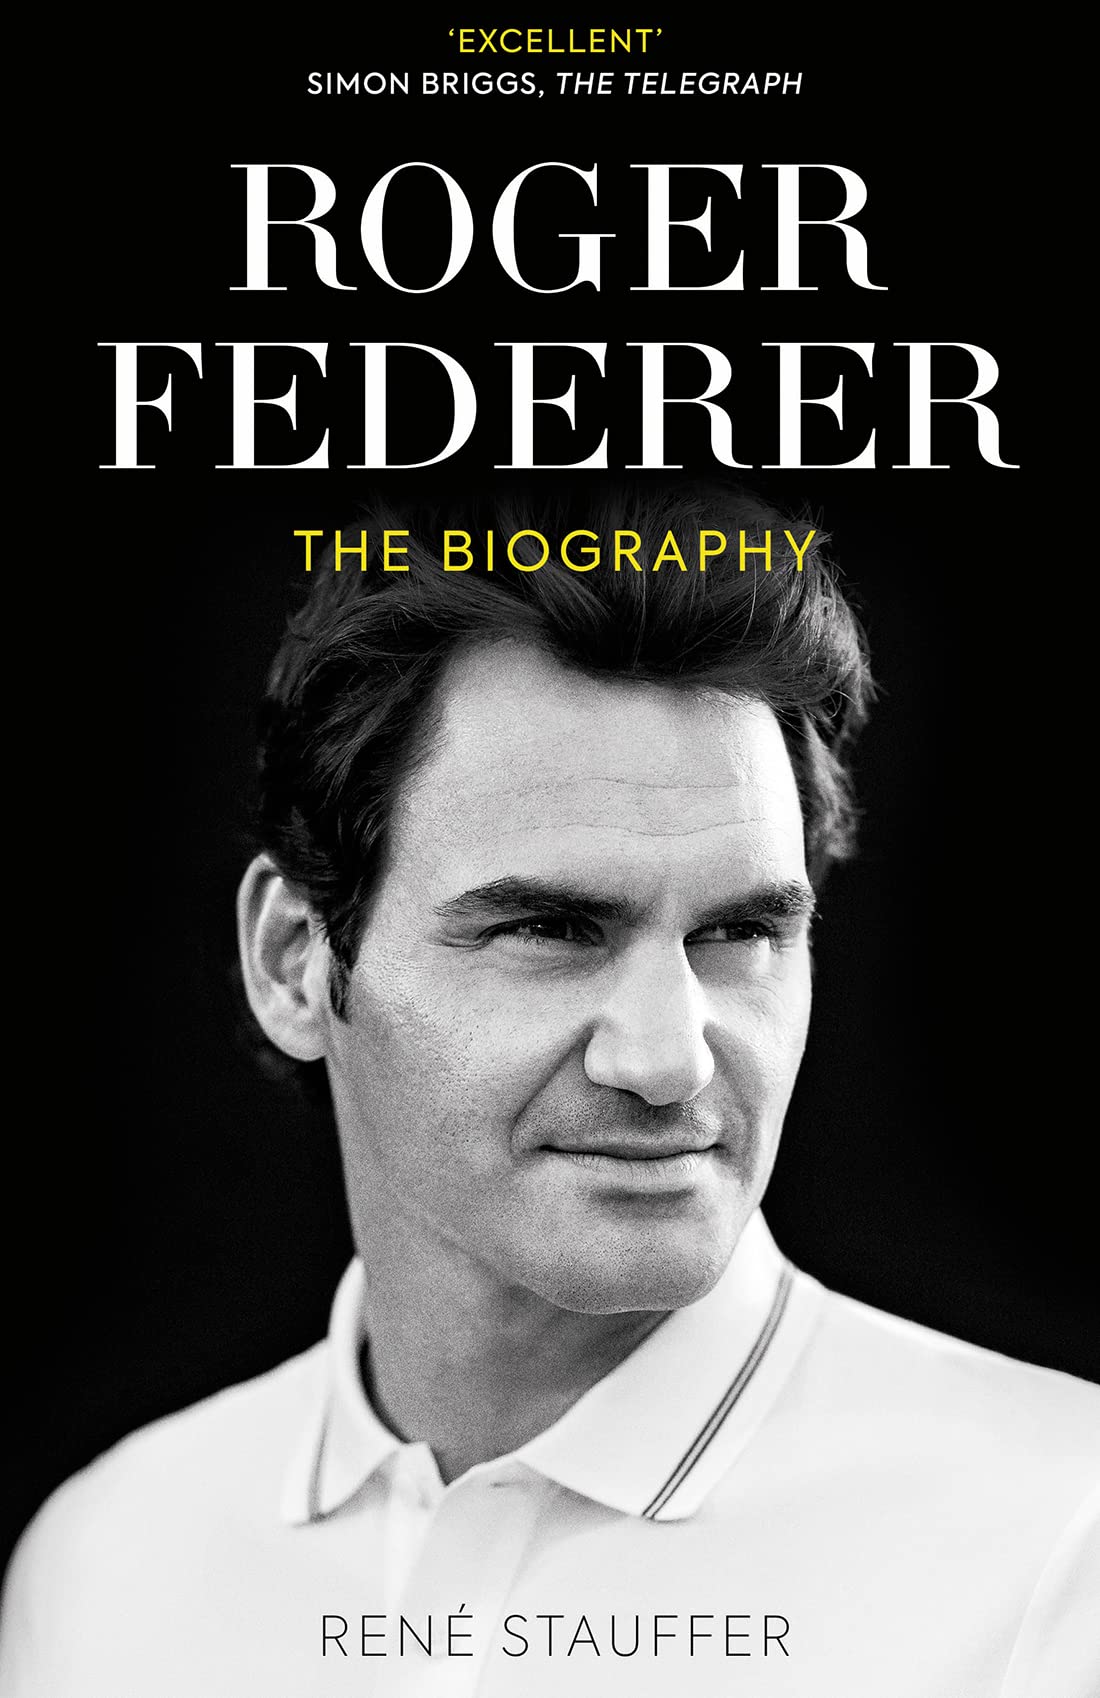 ‘EXCELLENT’
SIMON BRIGGS, THE TELEGRAPH
ROGER
FEDERER
THE BIOGRAPHY
RENÉ STAUFFER